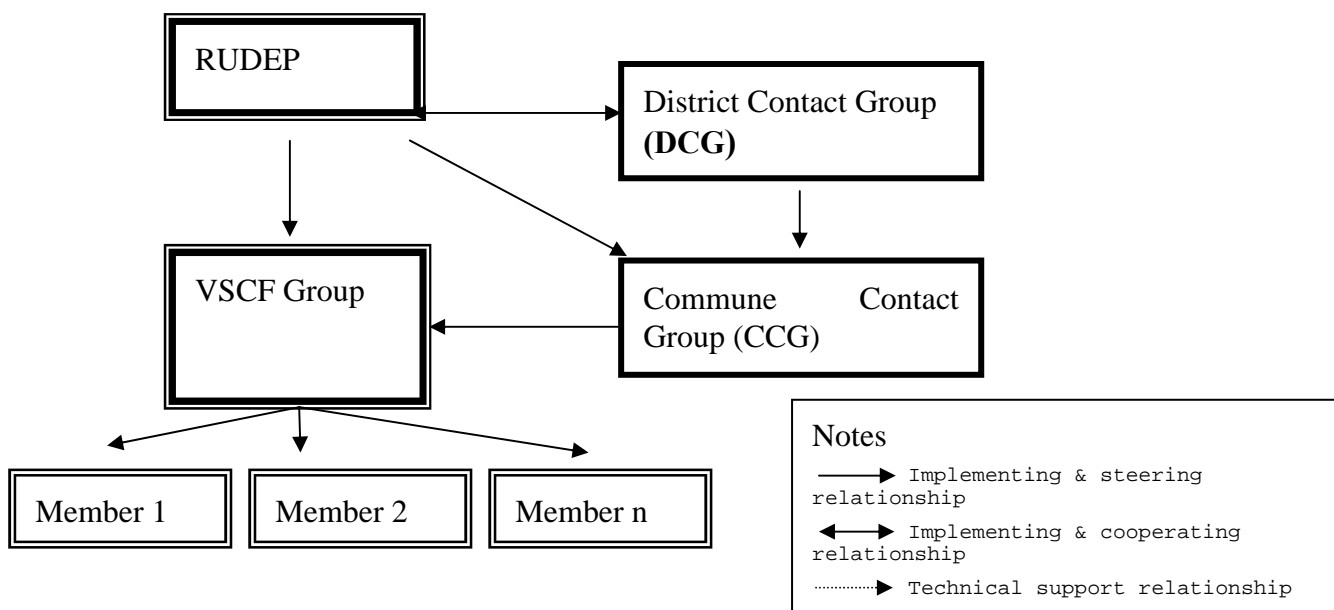 RUDEP
District Contact Group
(DCG)
VSCF Group
Commune Contact
Group (CCG)
Member 1
Member 2
Member n
Notes
Implementing & steering
relationship
Implementing & cooperating
relationship
Technical support relationship